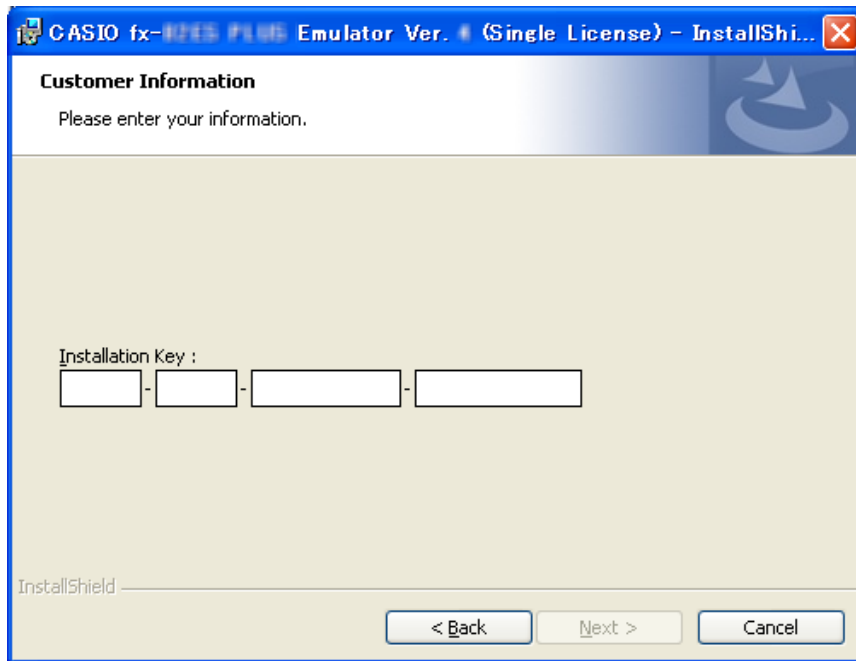 CASIO fx- Emulator Ver. (Single License) - InstallShi...
Customer Information
Please enter your information.
Installation Key :
- - -
InstallShield
< Back Next > Cancel